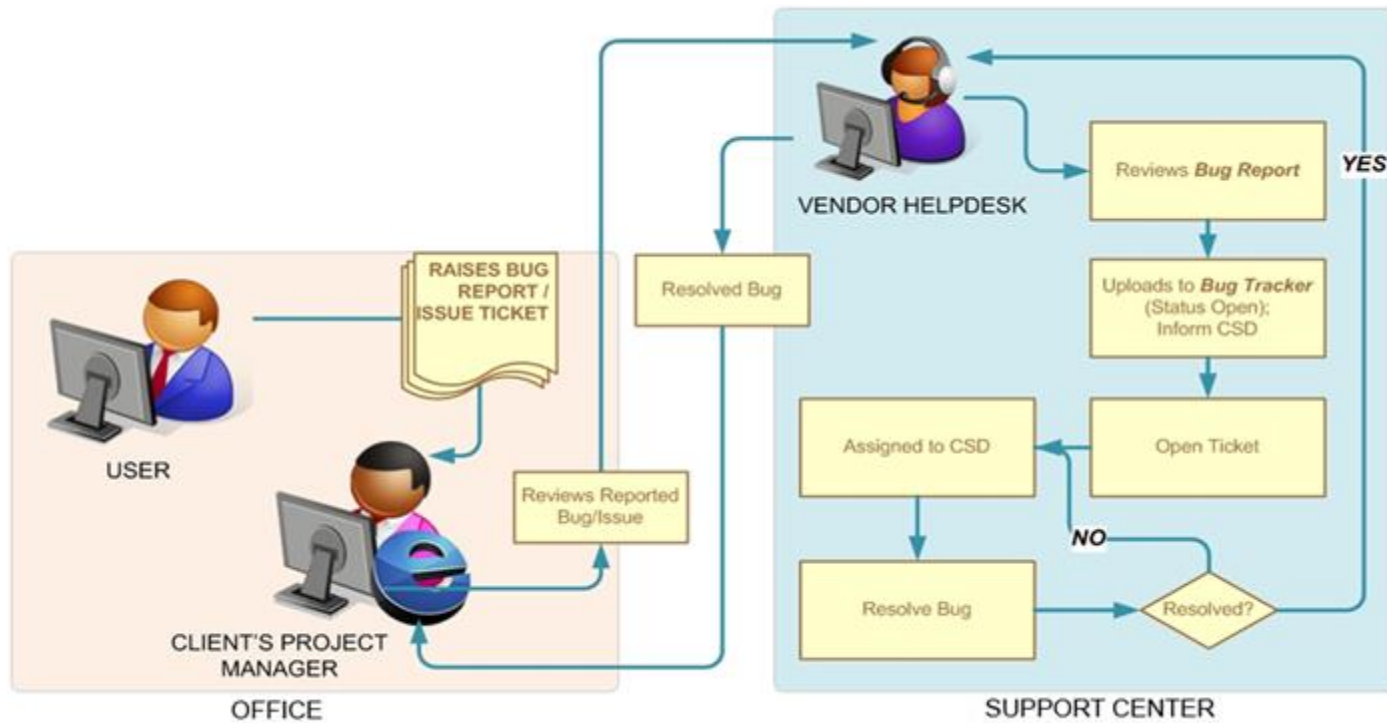 RAISES BUG
REPORT /
ISSUE TICKET
USER
CLIENT'S PROJECT
MANAGER
Reviews Reported
Bug/Issue
OFFICE
Resolved Bug
VENDOR HELPDESK
Reviews Bug Report
YES
Uploads to Bug Tracker
(Status Open);
Inform CSD
Assigned to CSD
Open Ticket
NO
Resolve Bug
Resolved?
SUPPORT CENTER